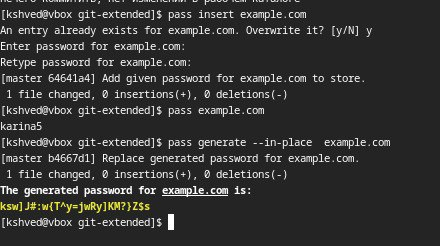 [kshved@vbox git-extended]$ pass insert example.com
An entry already exists for example.com. Overwrite it? [y/N] y
Enter password for example.com:
Retype password for example.com:
[master 64641a4] Add given password for example.com to store.
 1 file changed, 0 insertions(+), 0 deletions(-)
[kshved@vbox git-extended]$ pass example.com
karina5
[kshved@vbox git-extended]$ pass generate --in-place  example.com
[master b4667d1] Replace generated password for example.com.
 1 file changed, 0 insertions(+), 0 deletions(-)
The generated password for example.com is:
ksw]J#:w{T^y=jwRy]KM?}Z$s
[kshved@vbox git-extended]$